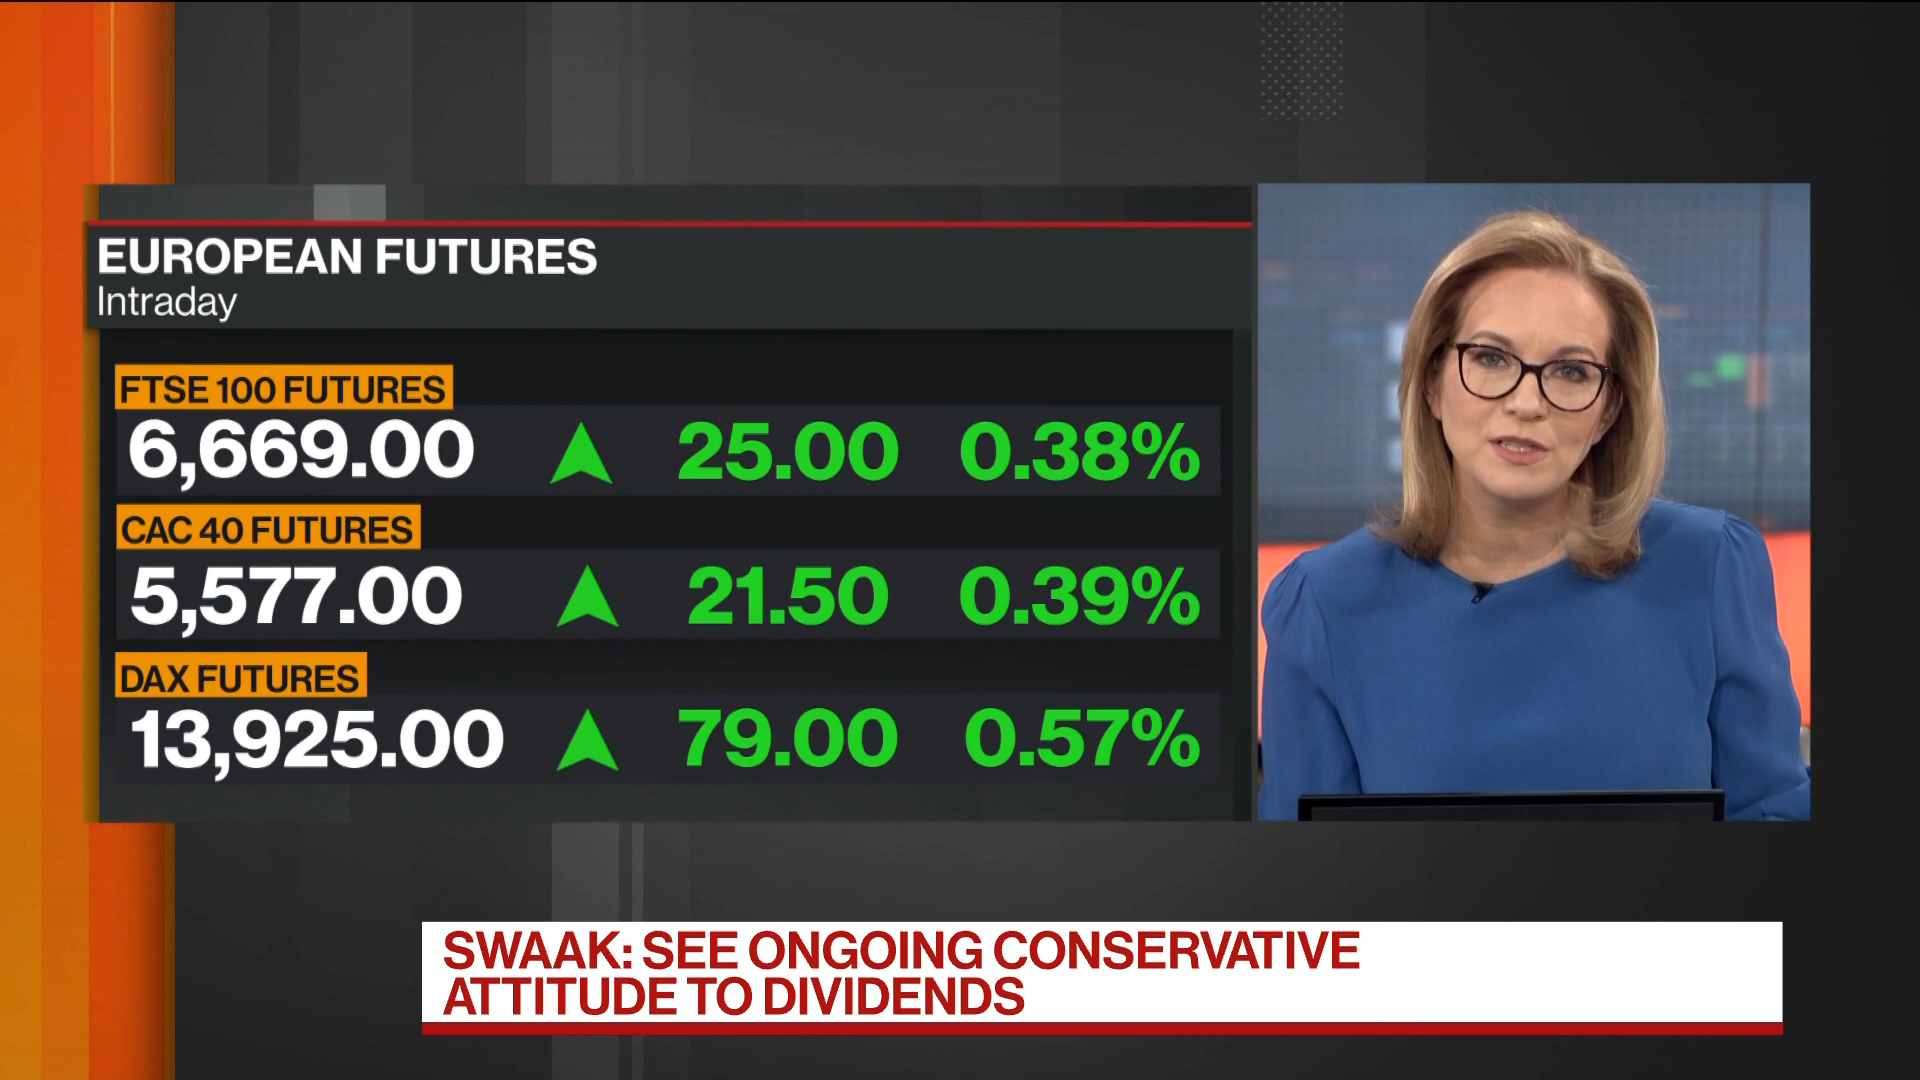 EUROPEAN FUTURES
Intraday
FTSE 100 FUTURES
6,669.00 ▲ 25.00 0.38%
CAC 40 FUTURES
5,577.00 ▲ 21.50 0.39%
DAX FUTURES
13,925.00 ▲ 79.00 0.57%
SWAAK: SEE ONGOING CONSERVATIVE
ATTITUDE TO DIVIDENDS